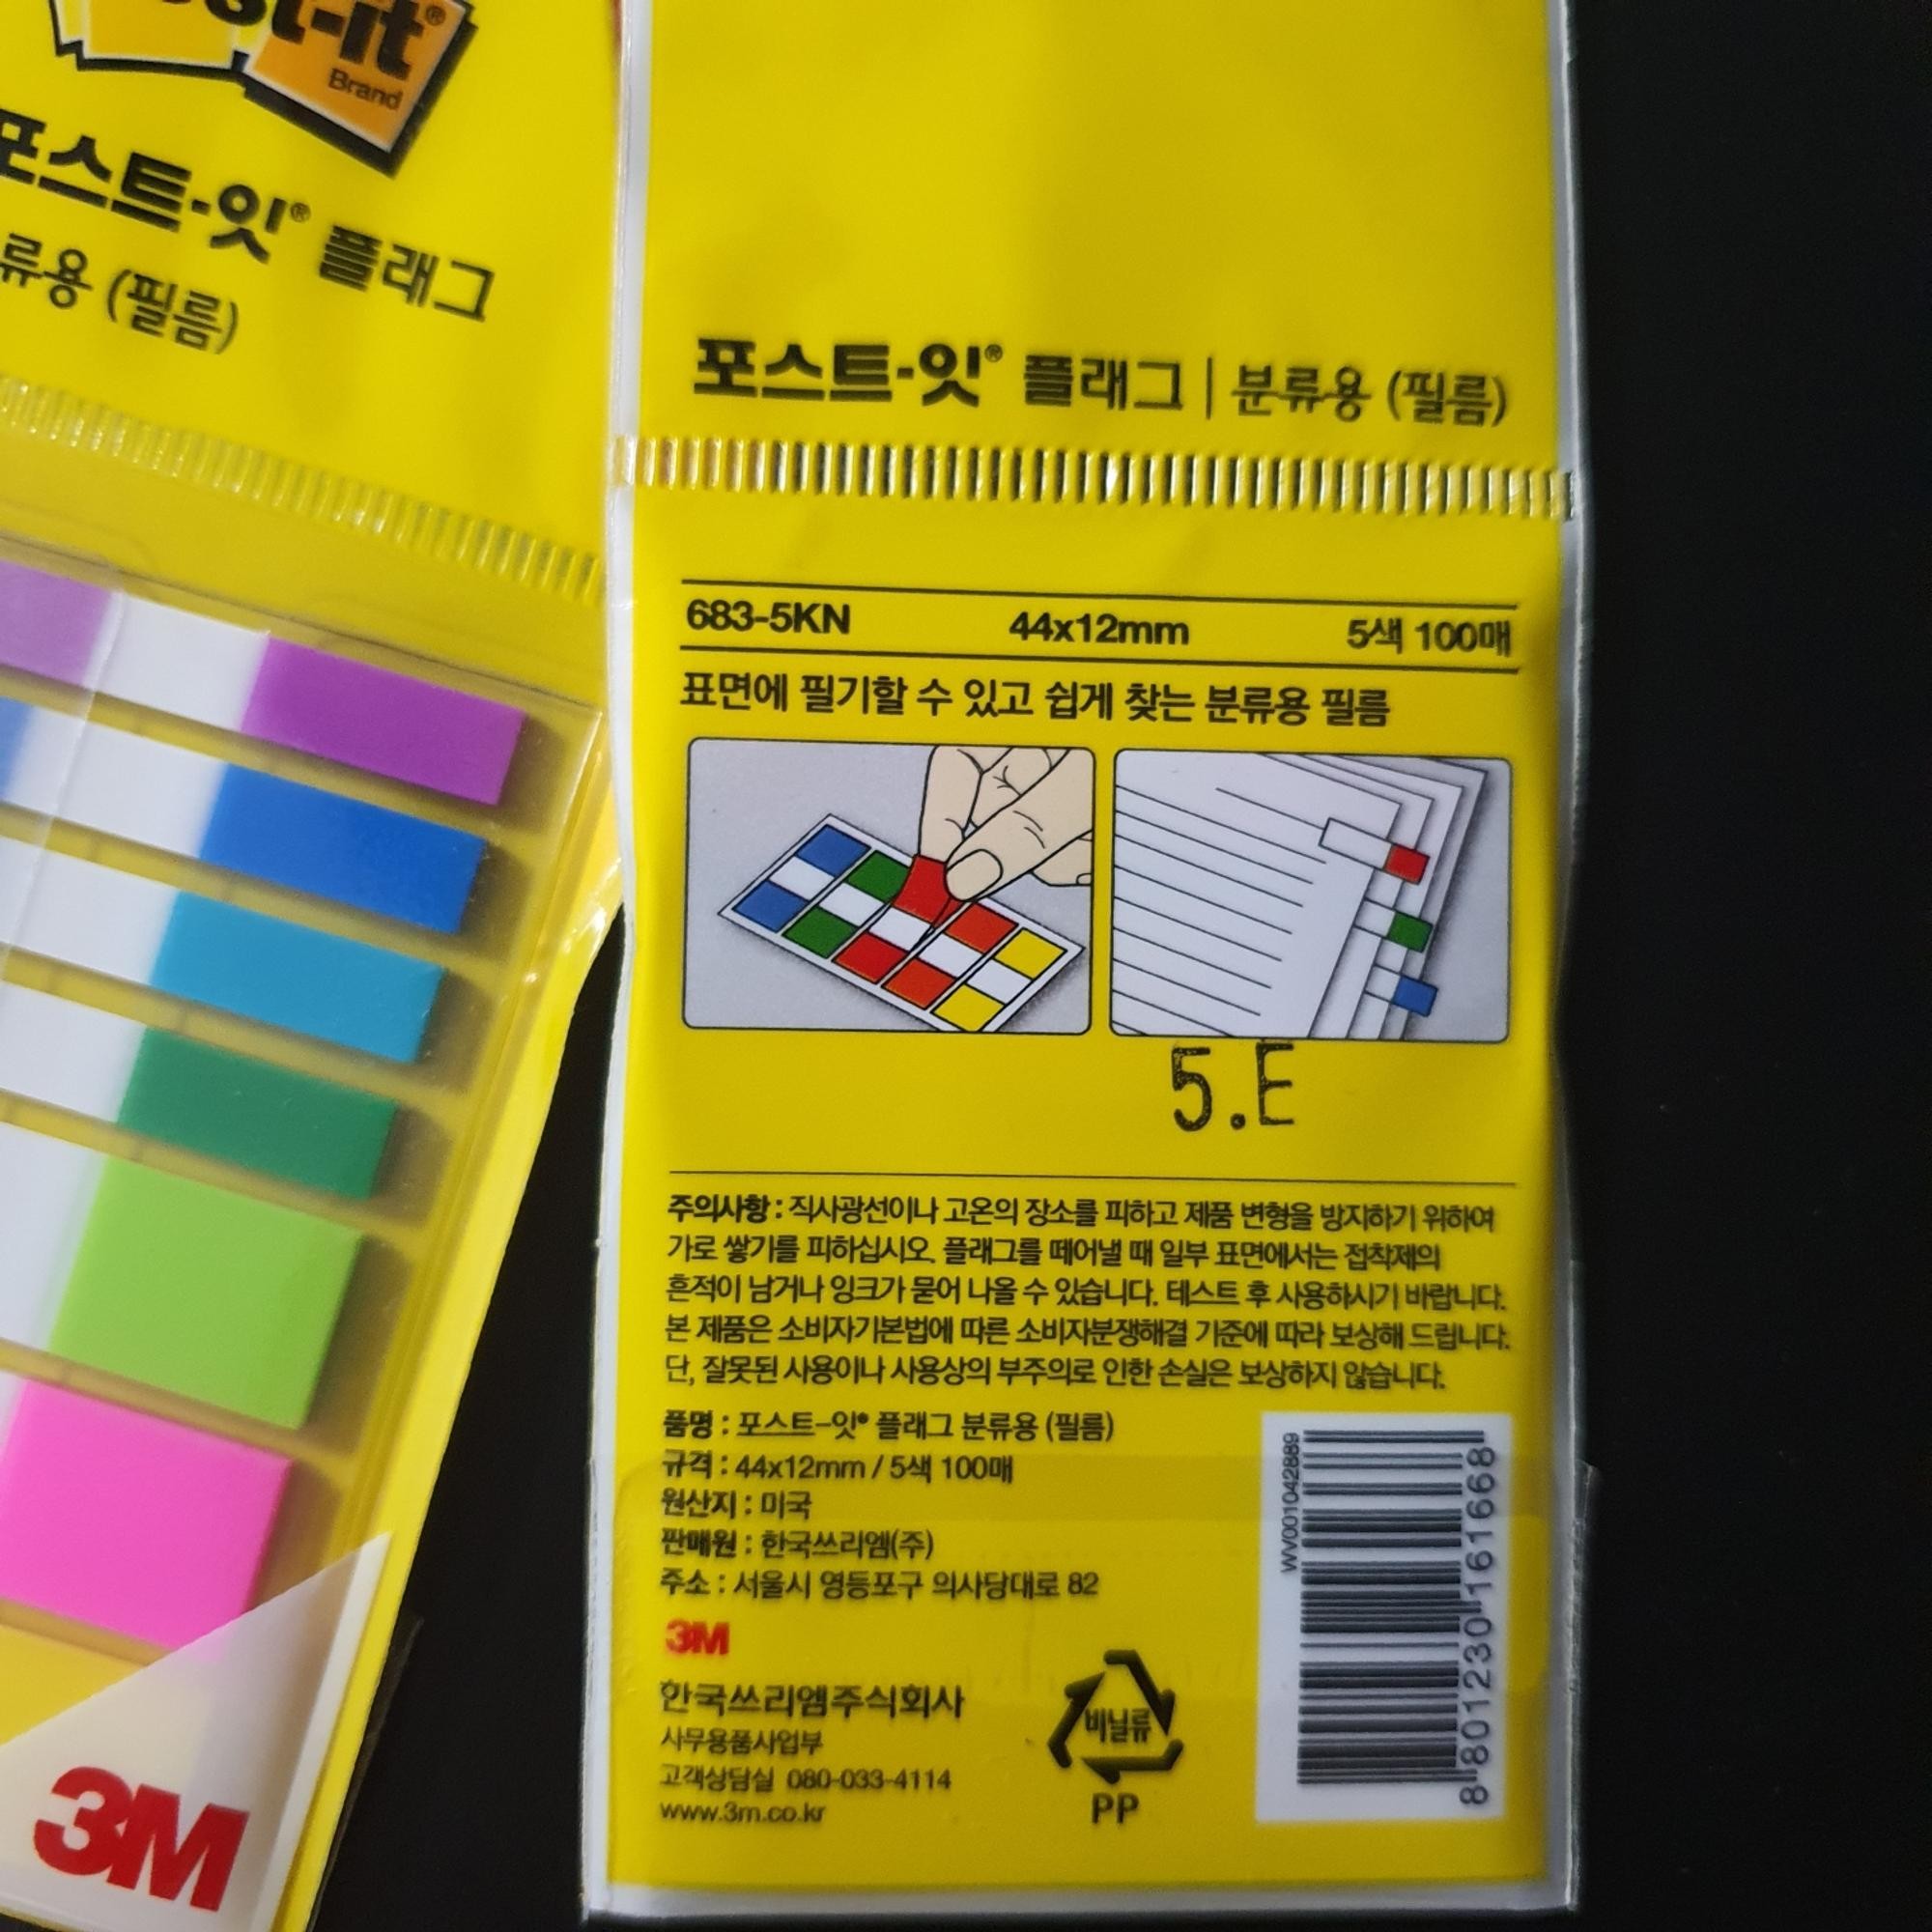 Brand
포스트-잇® 플래그
류용 (필름)
3M
포스트-잇® 플래그 | 분류용 (필름)
683-5KN 44x12mm 5색 100매
표면에 필기할 수 있고 쉽게 찾는 분류용 필름
5.E
주의사항 : 직사광선이나 고온의 장소를 피하고 제품 변형을 방지하기 위하여
가로 쌓기를 피하십시오. 플래그를 떼어낼 때 일부 표면에서는 접착제의
흔적이 남거나 잉크가 묻어 나올 수 있습니다. 테스트 후 사용하시기 바랍니다.
본 제품은 소비자기본법에 따른 소비자분쟁해결 기준에 따라 보상해 드립니다.
단, 잘못된 사용이나 사용상의 부주의로 인한 손실은 보상하지 않습니다.
품명 : 포스트-잇® 플래그 분류용 (필름)
규격 : 44x12mm / 5색 100매
원산지 : 미국
판매원 : 한국쓰리엠(주)
주소 : 서울시 영등포구 의사당대로 82
3M
한국쓰리엠주식회사
사무용품사업부
고객상담실 080-033-4114
www.3m.co.kr
비닐류
PP
WV001042889
8 801230 161668